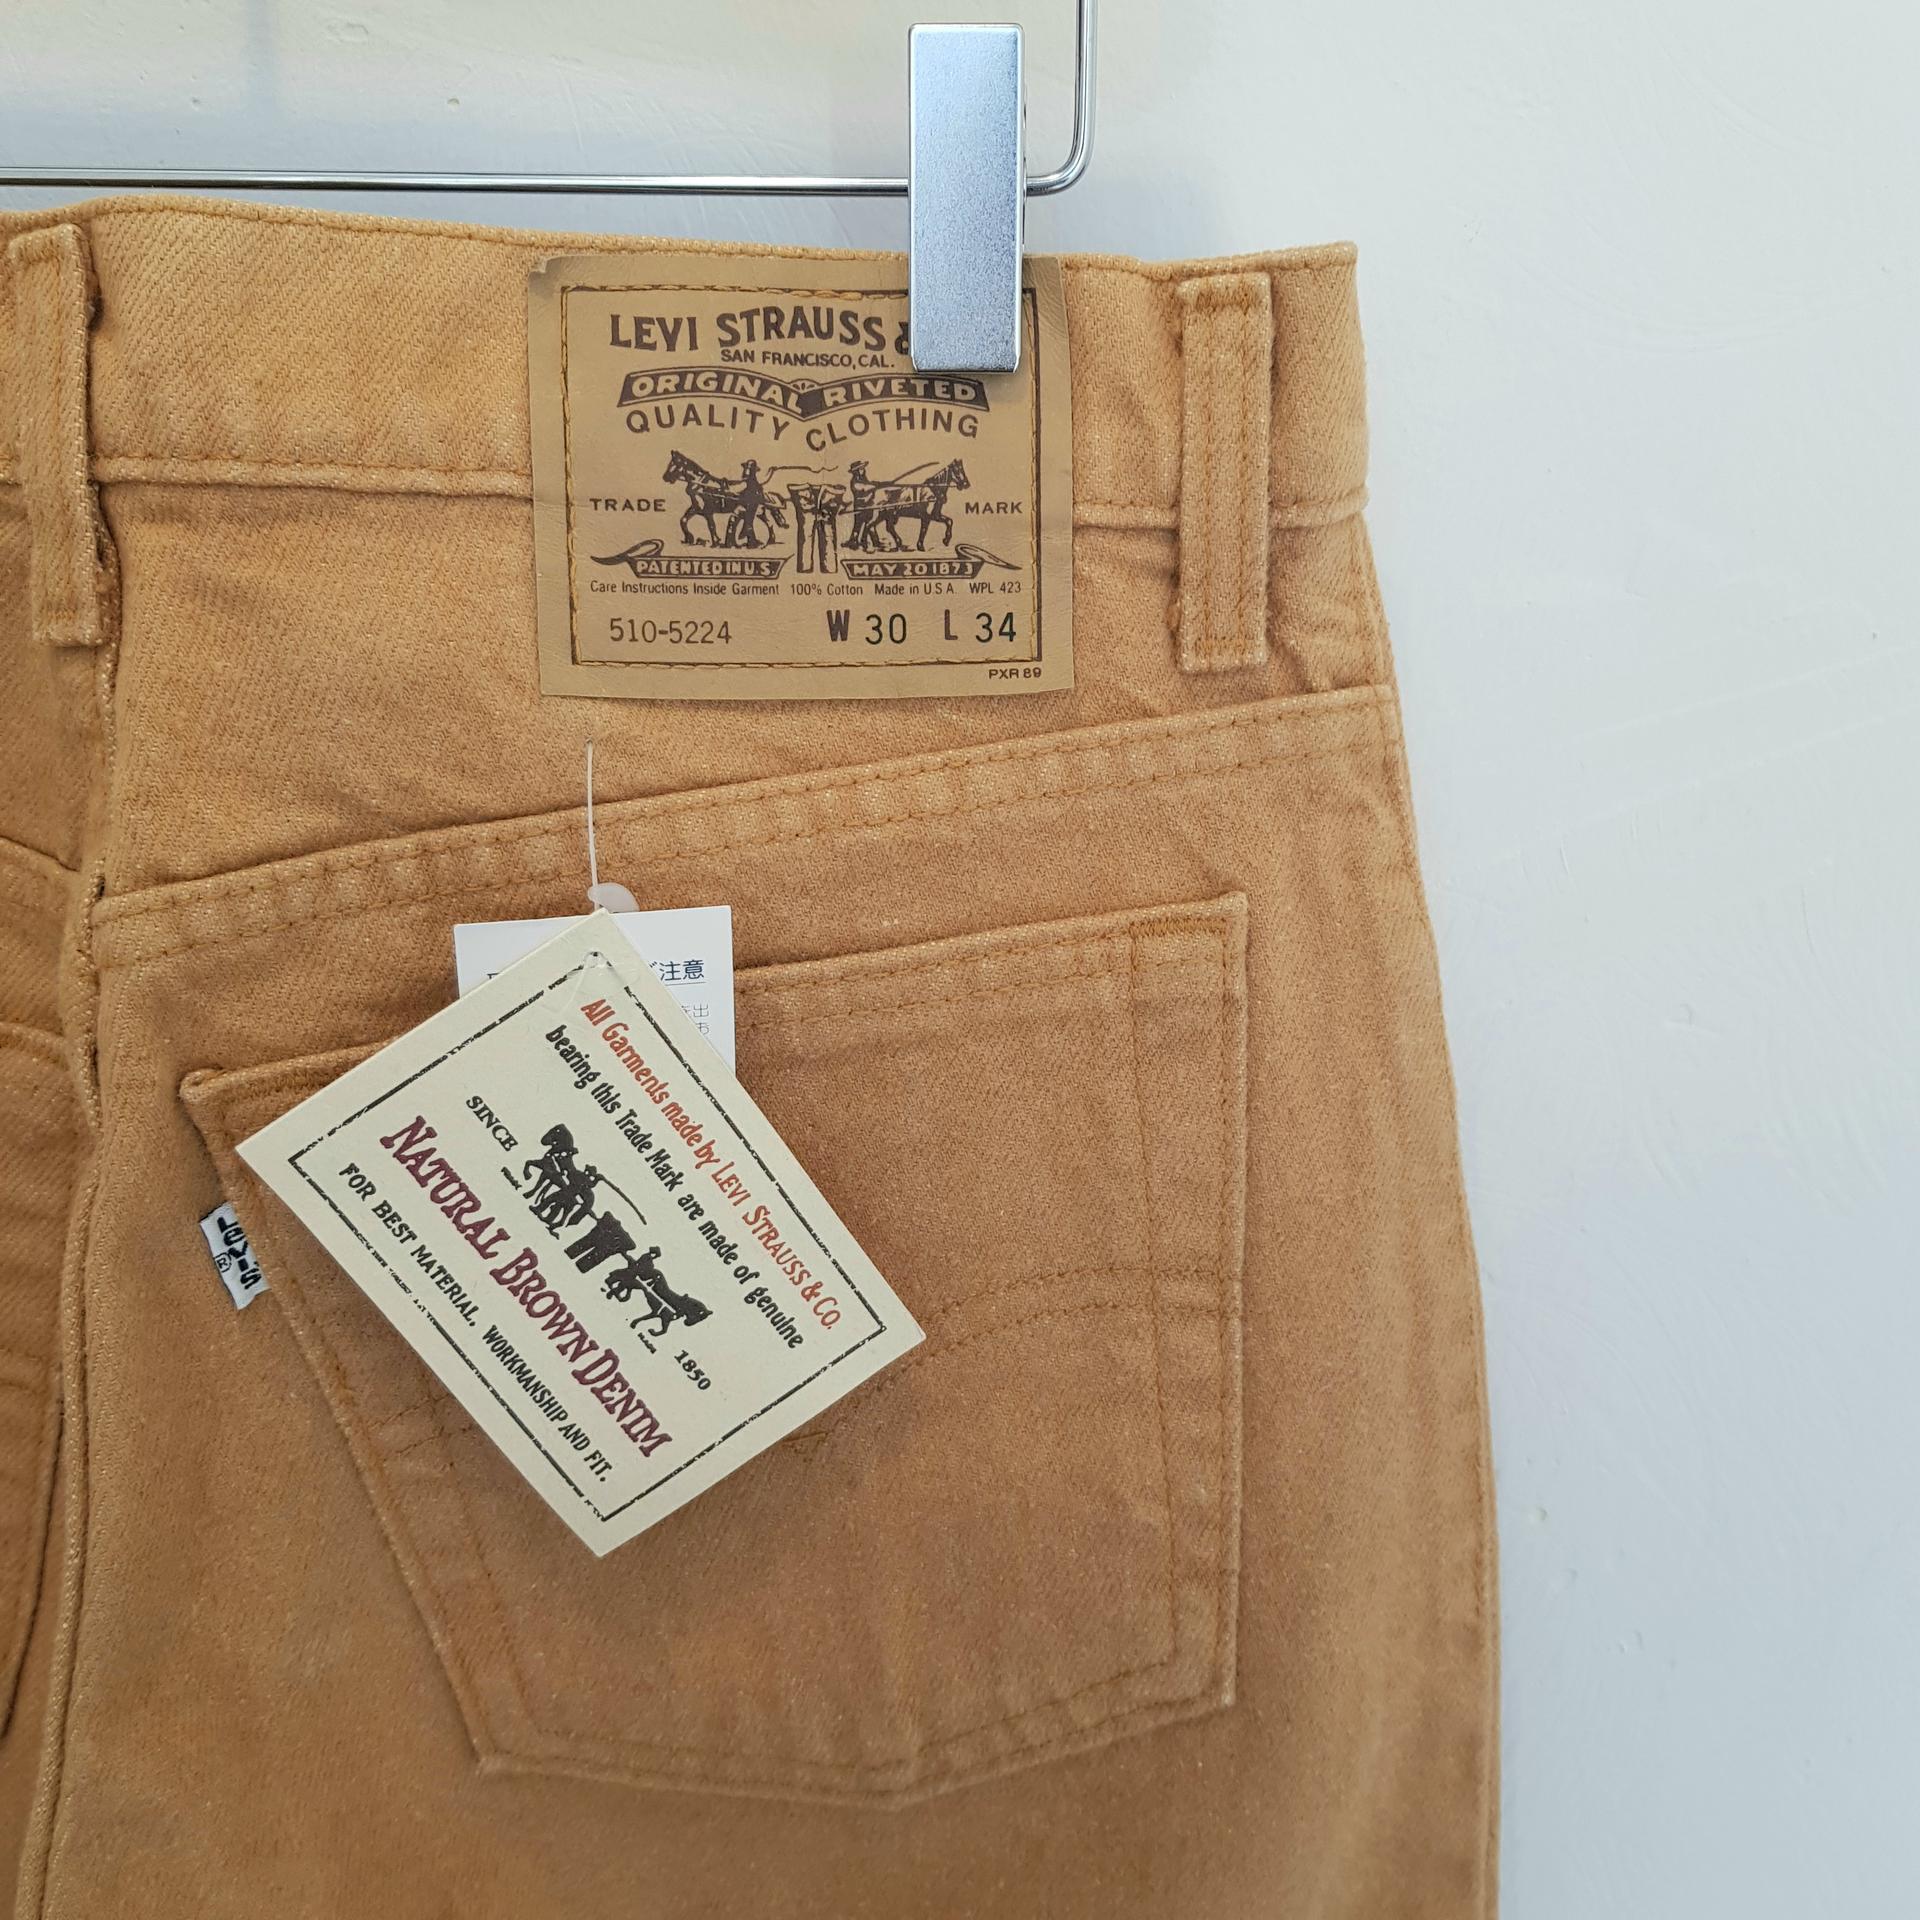 LEVI STRAUSS &
SAN FRANCISCO, CAL.
ORIGINAL RIVETED
QUALITY CLOTHING
TRADE MARK
PATENTED IN U.S. MAY 20 1873
Care Instructions Inside Garment 100% Cotton Made in U.S.A. WPL 423
510-5224 W 30 L 34
PXR 89
ご注意
出
All Garments made by LEVI STRAUSS & CO.
bearing this Trade Mark are made of genuine
SINCE 1850
NATURAL BROWN DENIM
FOR BEST MATERIAL, WORKMANSHIP AND FIT.
LEVI'S
®